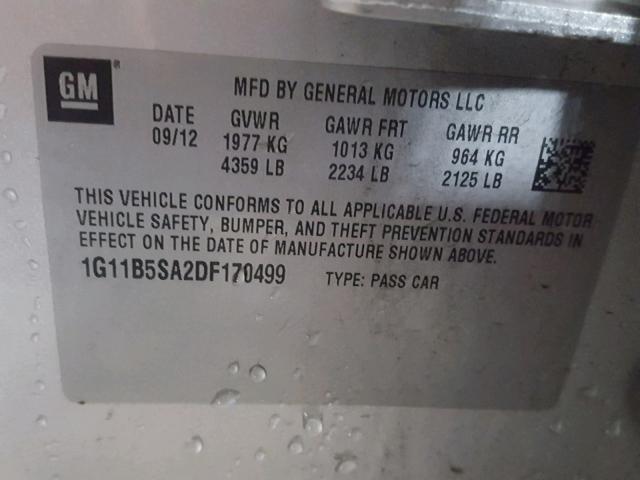 GM®
MFD BY GENERAL MOTORS LLC
DATE GVWR GAWR FRT GAWR RR
09/12 1977 KG 1013 KG 964 KG
4359 LB 2234 LB 2125 LB
THIS VEHICLE CONFORMS TO ALL APPLICABLE U.S. FEDERAL MOTOR
VEHICLE SAFETY, BUMPER, AND THEFT PREVENTION STANDARDS IN
EFFECT ON THE DATE OF MANUFACTURE SHOWN ABOVE.
1G11B5SA2DF170499 TYPE: PASS CAR